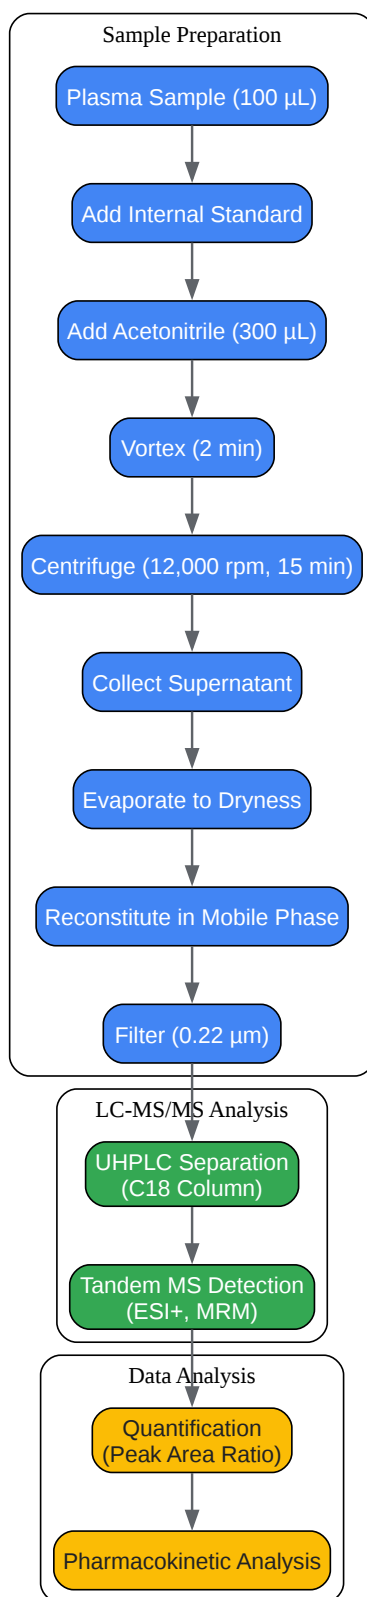 Sample Preparation
Plasma Sample (100 µL)
Add Internal Standard
Add Acetonitrile (300 µL)
Vortex (2 min)
Centrifuge (12,000 rpm, 15 min)
Collect Supernatant
Evaporate to Dryness
Reconstitute in Mobile Phase
Filter (0.22 µm)
LC-MS/MS Analysis
UHPLC Separation
(C18 Column)
Tandem MS Detection
(ESI+, MRM)
Data Analysis
Quantification
(Peak Area Ratio)
Pharmacokinetic Analysis